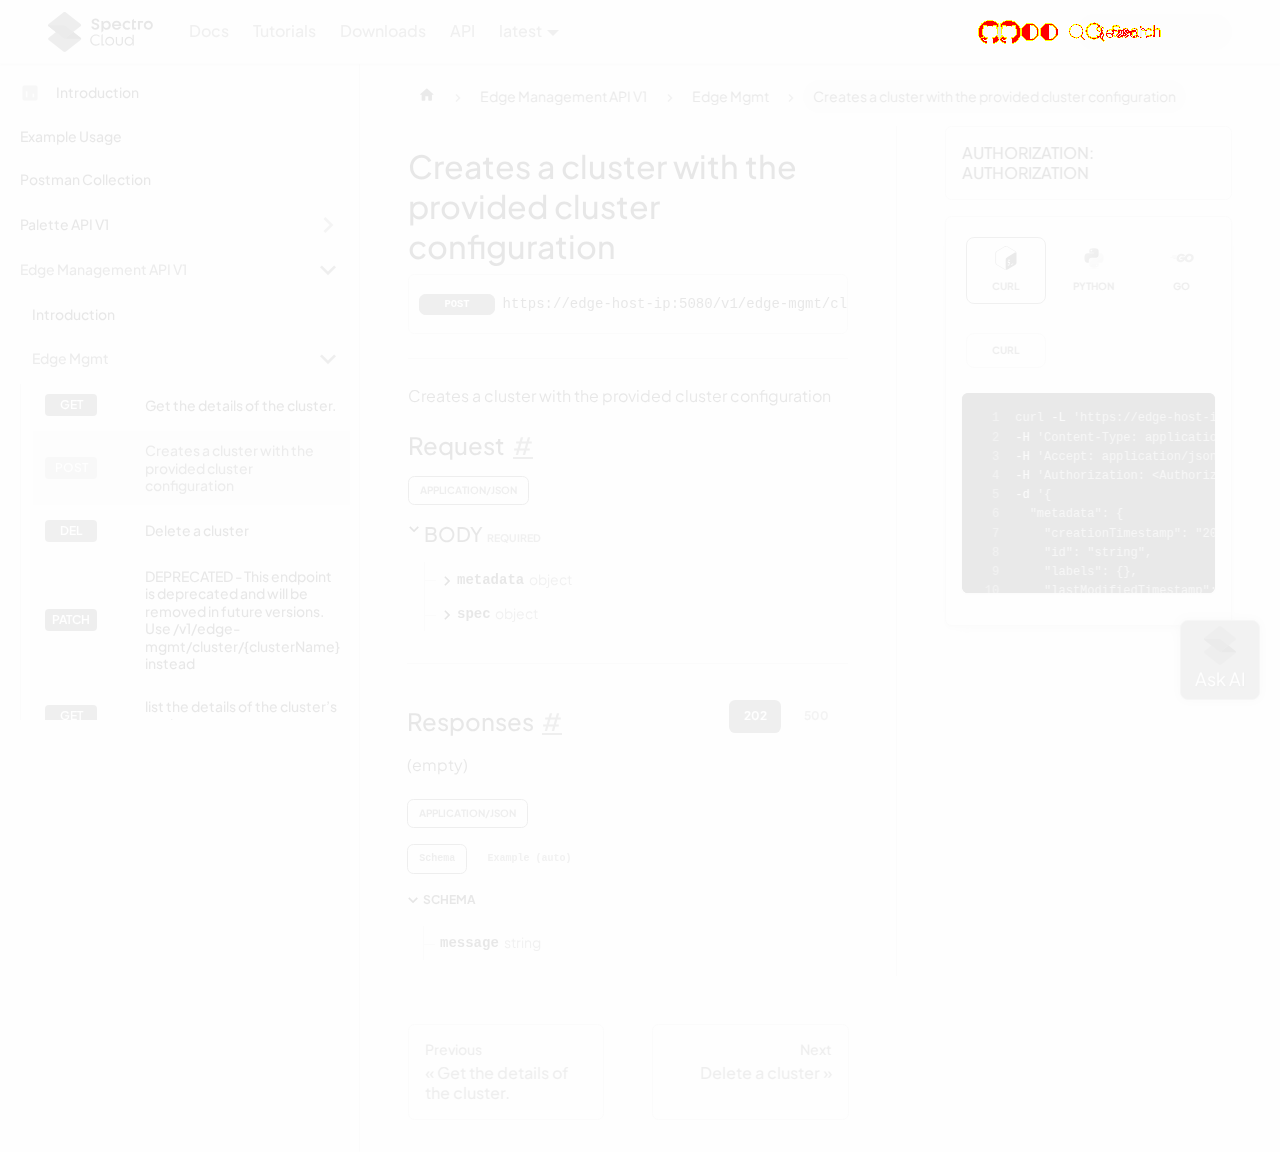 Spectro
Cloud
Docs
Tutorials
Downloads
API
latest
Search
Introduction
Example Usage
Postman Collection
Palette API V1
Edge Management API V1
Introduction
Edge Mgmt
GET
Get the details of the cluster.
POST
Creates a cluster with the
provided cluster
configuration
DEL
Delete a cluster
PATCH
DEPRECATED - This endpoint
is deprecated and will be
removed in future versions.
Use /v1/edge-
mgmt/cluster/{clusterName}
instead
GET
list the details of the cluster's
Edge Management API V1
Edge Mgmt
Creates a cluster with the provided cluster configuration
Creates a cluster with the
provided cluster
configuration
POST
https://edge-host-ip:5080/v1/edge-mgmt/cl
Creates a cluster with the provided cluster configuration
Request #
APPLICATION/JSON
BODY REQUIRED
metadata object
spec object
Responses #
202
500
(empty)
APPLICATION/JSON
Schema
Example (auto)
SCHEMA
message string
Previous
« Get the details of
the cluster.
Next
Delete a cluster »
AUTHORIZATION:
AUTHORIZATION
CURL
PYTHON
GO
GO
CURL
1 curl -L 'https://edge-host-i
2 -H 'Content-Type: applicatio
3 -H 'Accept: application/json
4 -H 'Authorization: <Authoriz
5 -d '{
6 "metadata": {
7 "creationTimestamp": "20
8 "id": "string",
9 "labels": {},
10 "lastModifiedTimestamp"
Ask AI